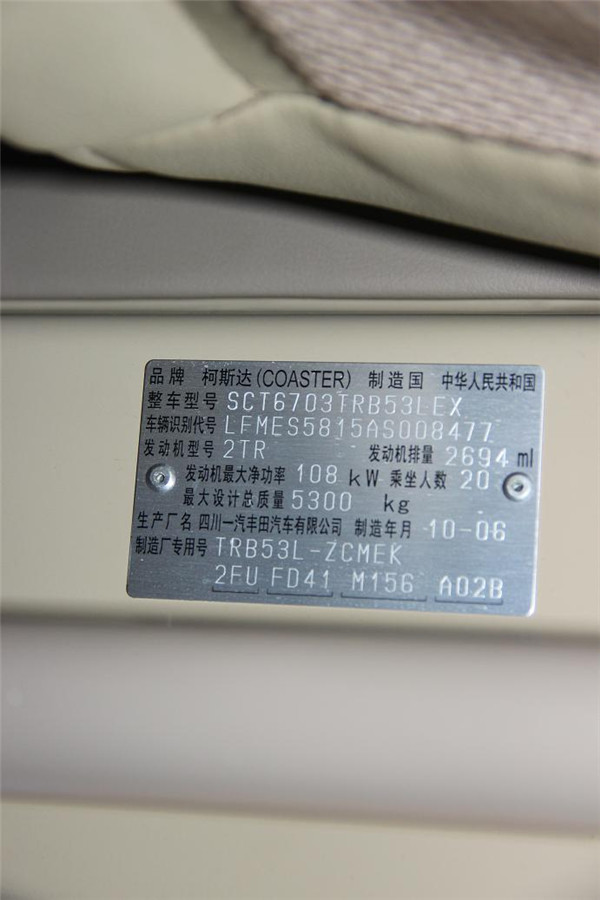 品牌 柯斯达(COASTER) 制造国 中华人民共和国
整车型号 SCT6703TRB53LEX
车辆识别代号 LFMES5815AS008477
发动机型号 2TR 发动机排量 2694 ml
发动机最大净功率 108 kW 乘坐人数 20
最大设计总质量 5300 kg
生产厂名 四川一汽丰田汽车有限公司 制造年月 10-06
制造厂专用号 TRB53L-ZCMEK
2FU FD41 M156 A02B